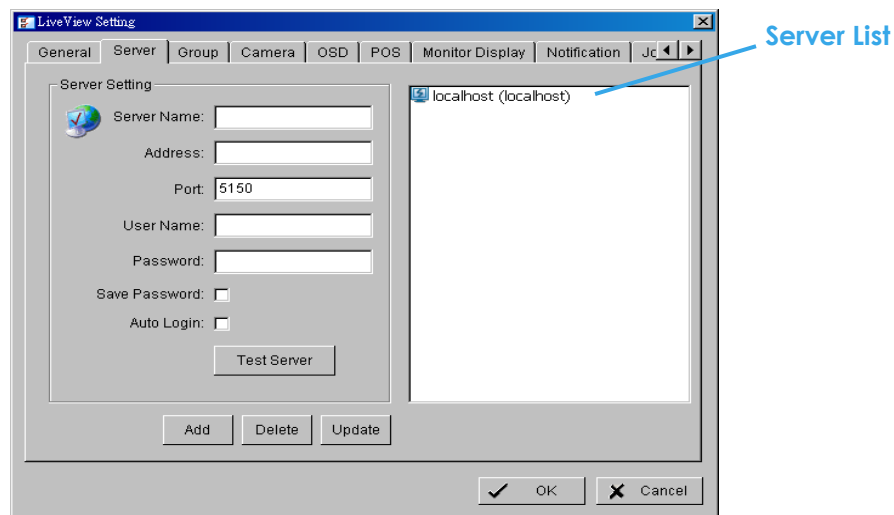 LiveView Setting
General Server Group Camera OSD POS Monitor Display Notification
Server List
Server Setting
Server Name:
Address:
Port: 5150
User Name:
Password:
Save Password:
Auto Login:
Test Server
Add Delete Update
localhost (localhost)
OK Cancel